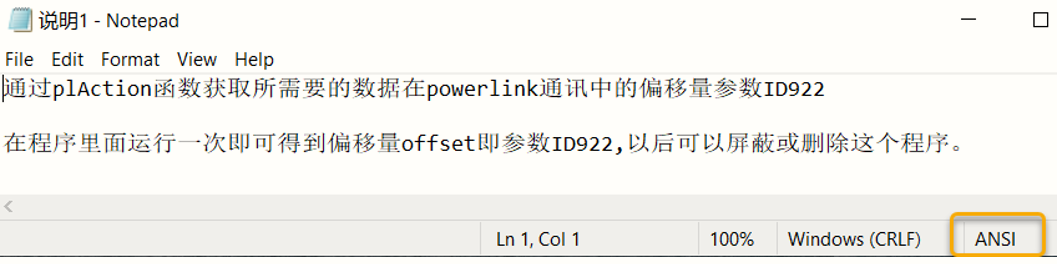 说明1 - Notepad
File Edit Format View Help
通过plAction函数获取所需要的数据在powerlink通讯中的偏移量参数ID922
在程序里面运行一次即可得到偏移量offset即参数ID922,以后可以屏蔽或删除这个程序。
Ln 1, Col 1 100% Windows (CRLF) ANSI